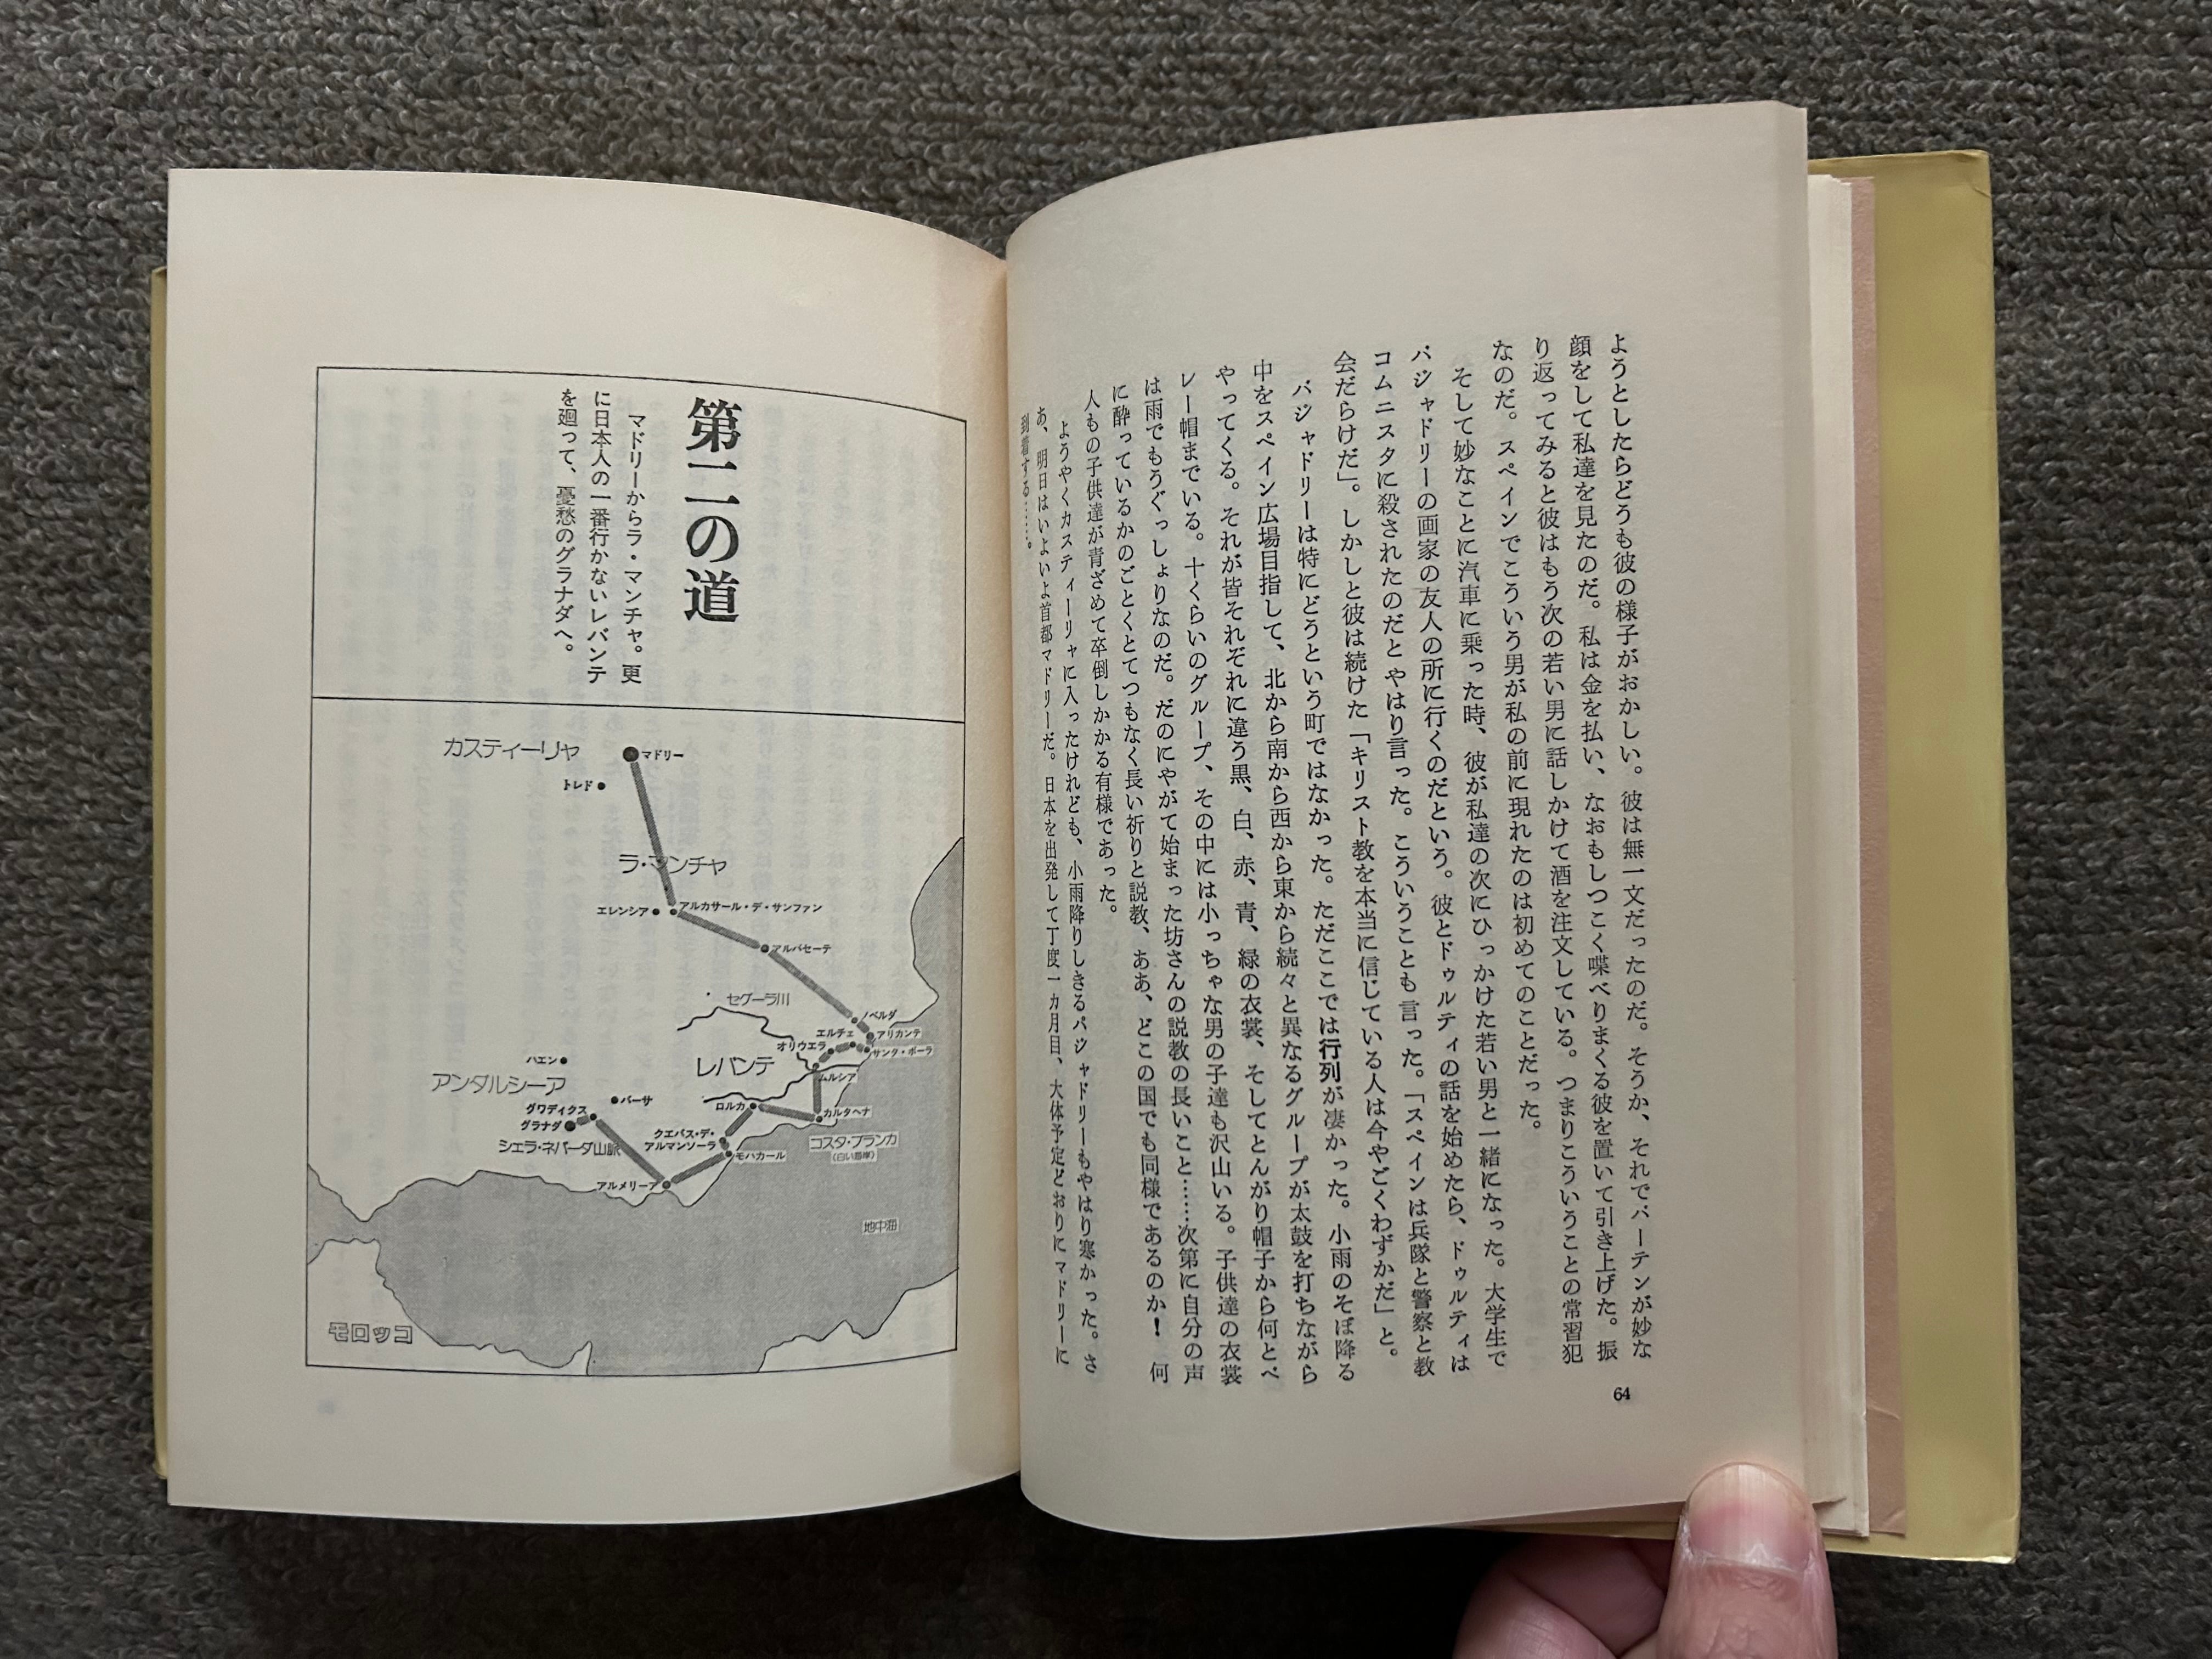 ようとしたらどうも彼の様子がおかしい。彼は無一文だったのだ。そうか、それでバーテンが妙な
顔をして私達を見たのだ。私は金を払い、なおもしつこく喋べりまくる彼を置いて引き上げた。振
り返ってみると彼はもう次の若い男に話しかけて酒を注文している。つまりこういうことの常習犯
なのだ。スペインでこういう男が私の前に現れたのは初めてのことだった。
そして妙なことに汽車に乗った時、彼が私達の次にひっかけた若い男と一緒になった。大学生で
バジャドリーの画家の友人の所に行くのだという。彼とドゥルティの話を始めたら、ドゥルティは
コムニスタに殺されたのだとやはり言った。こういうことも言った。「スペインは兵隊と警察と教
会だらけだ」。しかしと彼は続けた「キリスト教を本当に信じている人は今やごくわずかだ」と。
バジャドリーは特にどうという町ではなかった。ただここでは行列が凄かった。小雨のそぼ降る
中をスペイン広場目指して、北から南から西から東から続々と異なるグループが太鼓を打ちながら
やってくる。それが皆それぞれに違う黒、白、赤、青、緑の衣裳、そしてとんがり帽子から何とベ
レー帽までいる。十くらいのグループ、その中には小っちゃな男の子達も沢山いる。子供達の衣裳
は雨でもうぐっしょりなのだ。だのにやがて始まった坊さんの説教の長いこと……次第に自分の声
に酔っているかのごとくとてつもなく長い祈りと説教、ああ、どこの国でも同様であるのか！　何
人もの子供達が青ざめて卒倒しかかる有様であった。
ようやくカスティーリャに入ったけれども、小雨降りしきるバジャドリーもやはり寒かった。さ
あ、明日はいよいよ首都マドリーだ。日本を出発して丁度一カ月目、大体予定どおりにマドリーに
到着する……。
64
第二の道
マドリーからラ・マンチャ。更
に日本人の一番行かないレバンテ
を廻って、憂愁のグラナダへ。
カスティーリャ
マドリー
トレド
ラ・マンチャ
エレンシア
アルカサール・デ・サンファン
アルバセーテ
セグーラ川
ノベルダ
エルチェ
アリカンテ
オリウエラ
サンタ・ポーラ
レバンテ
ムルシア
ハエン
アンダルシーア
バーサ
ロルカ
カルタヘナ
グワディクス
グラナダ
クエバス・デ・
アルマンソーラ
コスタ・ブランカ
(白い海岸)
シエラ・ネバーダ山脈
モハカール
アルメリーア
地中海
モロッコ